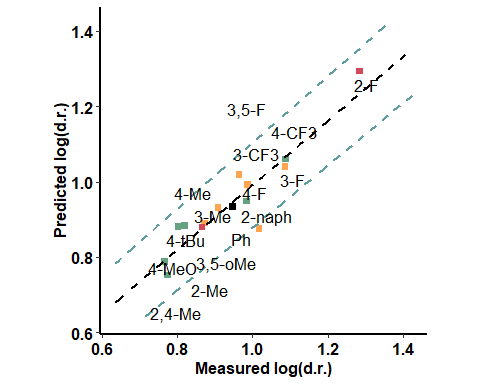 1.4
1.2
1.0
0.8
0.6
Predicted log(d.r.)
2-F
3,5-F
4-CF3
3-CF3
3-F
4-Me
4-F
3-Me
2-naph
4-tBu
Ph
4-MeO
3,5-oMe
2-Me
2,4-Me
0.6 0.8 1.0 1.2 1.4
Measured log(d.r.)